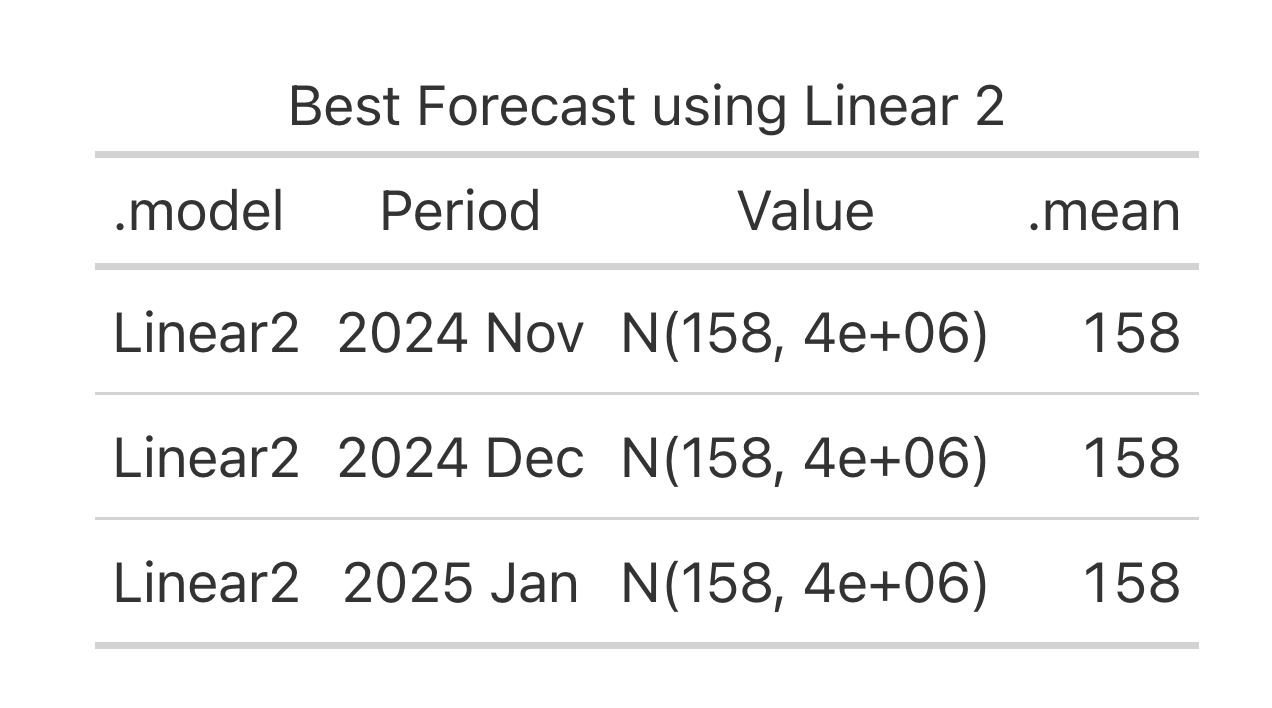 Best Forecast using Linear 2
.model Period Value .mean
Linear2 2024 Nov N(158, 4e+06) 158
Linear2 2024 Dec N(158, 4e+06) 158
Linear2 2025 Jan N(158, 4e+06) 158